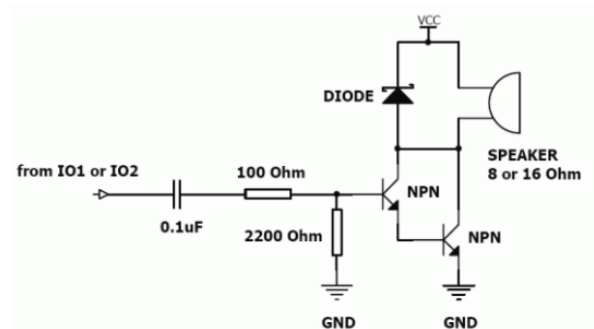 VCC
DIODE
from IO1 or IO2
100 Ohm
SPEAKER
8 or 16 Ohm
NPN
0.1uF
2200 Ohm
NPN
GND
GND